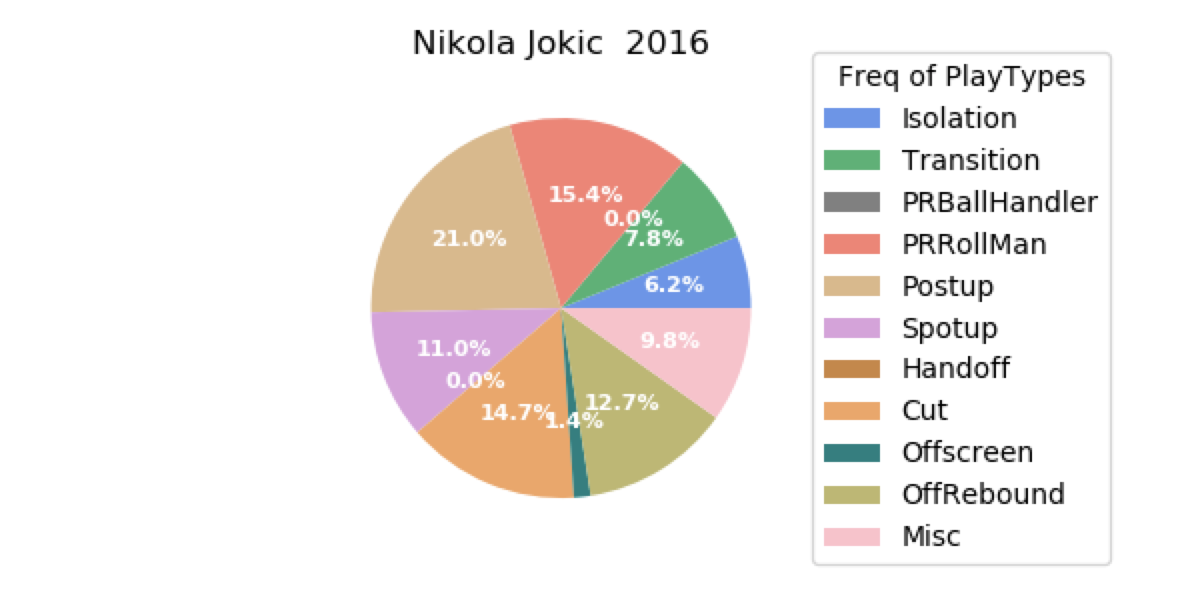 Nikola Jokic  2016
Freq of PlayTypes
Isolation
Transition
PRBallHandler
PRRollMan
Postup
Spotup
Handoff
Cut
Offscreen
OffRebound
Misc
15.4%
0.0%
7.8%
21.0%
6.2%
11.0%
9.8%
0.0%
14.7%
1.4%
12.7%